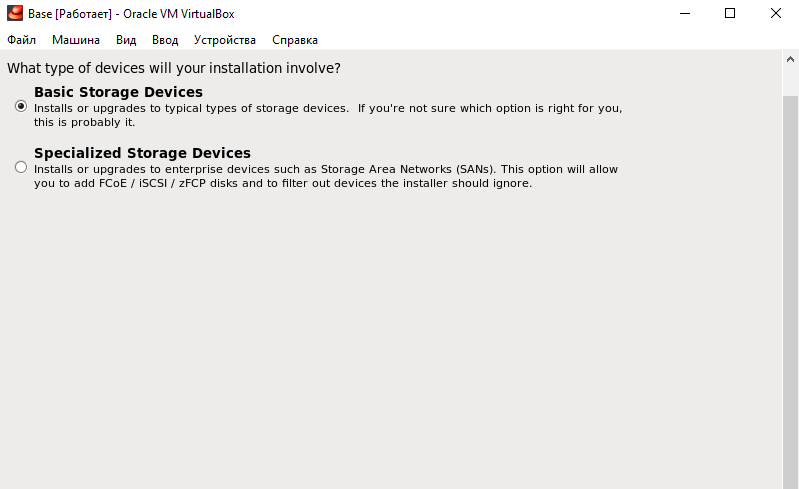 Base [Работает] - Oracle VM VirtualBox
Файл Машина Вид Ввод Устройства Справка
What type of devices will your installation involve?
Basic Storage Devices
Installs or upgrades to typical types of storage devices.  If you're not sure which option is right for you,
this is probably it.
Specialized Storage Devices
Installs or upgrades to enterprise devices such as Storage Area Networks (SANs). This option will allow
you to add FCoE / iSCSI / zFCP disks and to filter out devices the installer should ignore.